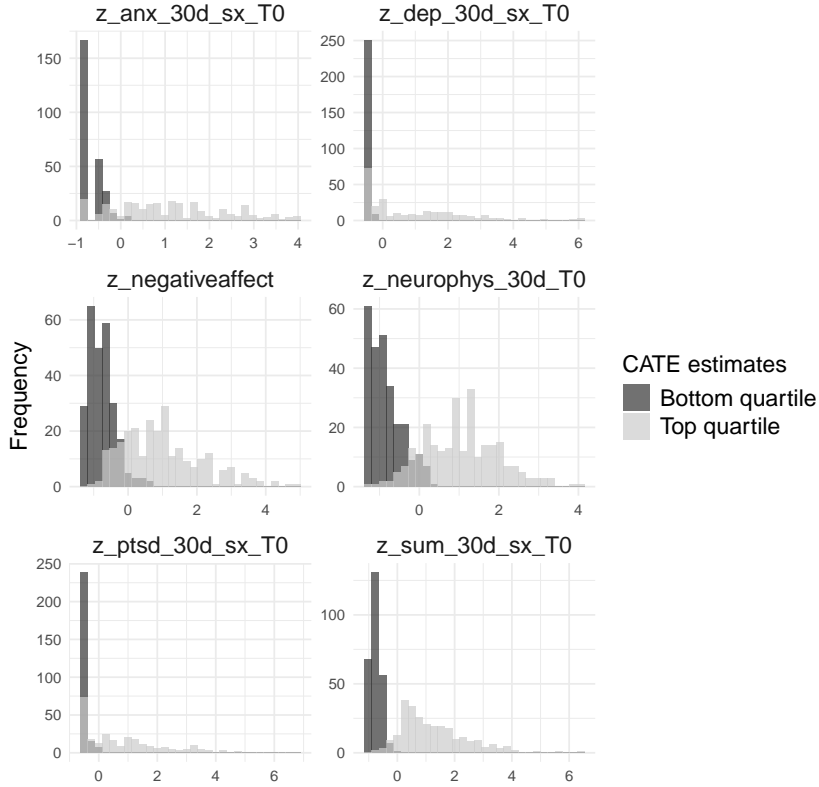 z_anx_30d_sx_T0
z_dep_30d_sx_T0
150
100
50
0
−1 0 1 2 3 4
250
200
150
100
50
0
0 2 4 6
z_negativeaffect
z_neurophys_30d_T0
60
40
20
0
0 2 4
60
40
20
0
0 2 4
z_ptsd_30d_sx_T0
z_sum_30d_sx_T0
250
200
150
100
50
0
0 2 4 6
100
50
0
0 2 4 6
Frequency
CATE estimates
Bottom quartile
Top quartile